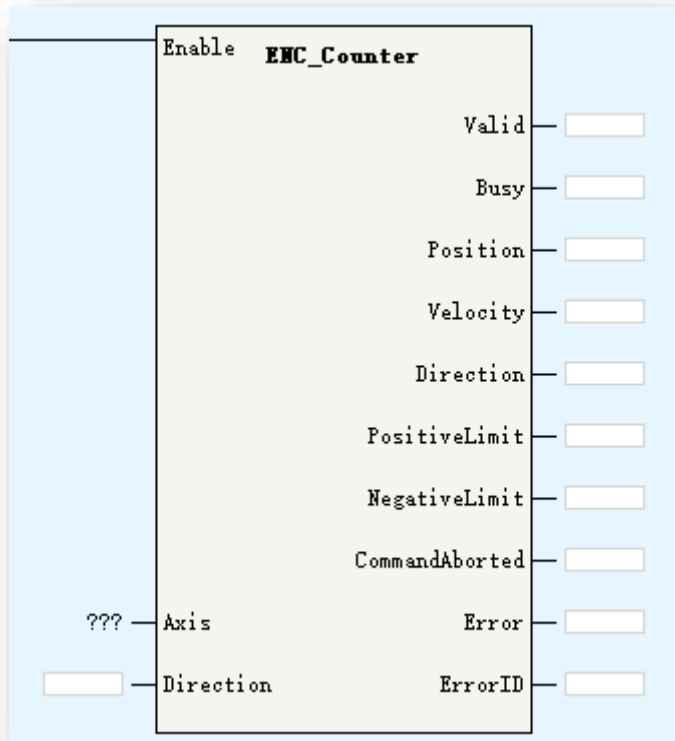 Enable ENC_Counter
Valid
Busy
Position
Velocity
Direction
PositiveLimit
NegativeLimit
CommandAborted
??? Axis Error
Direction ErrorID